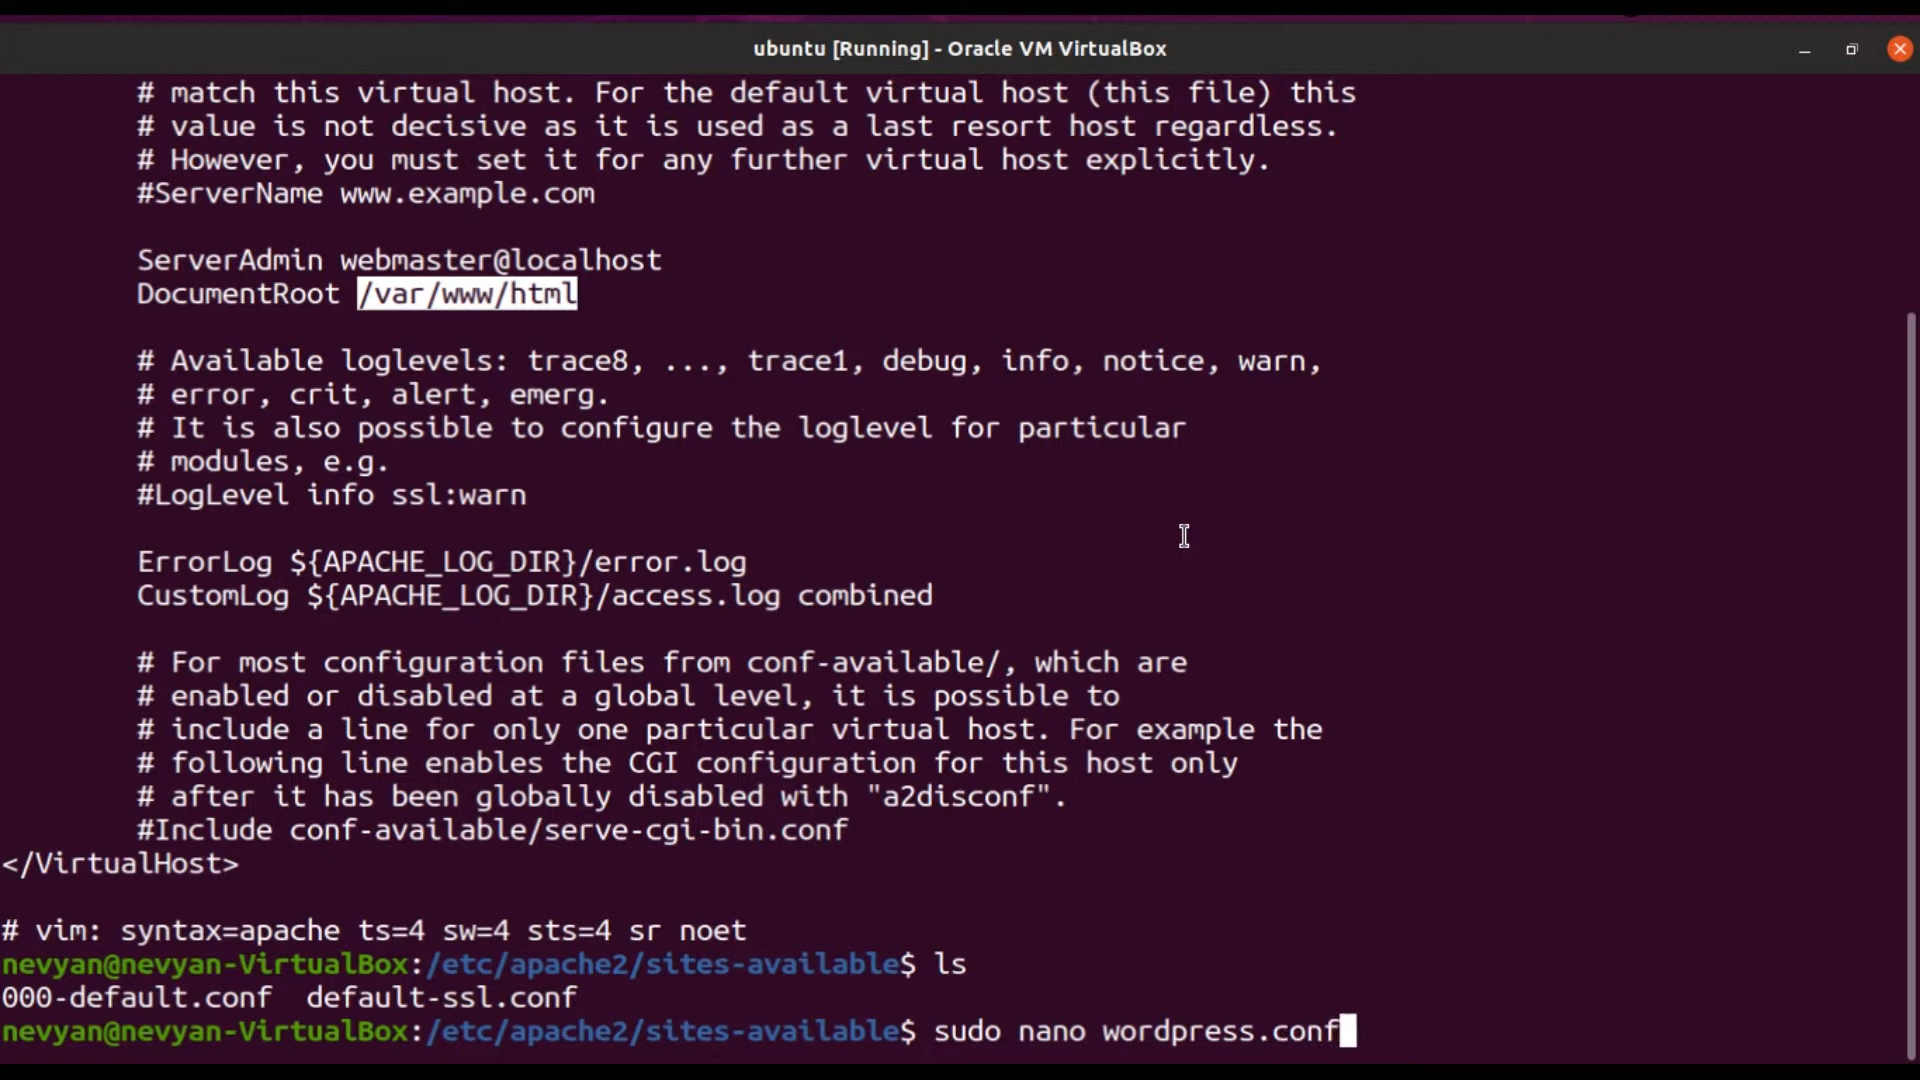 ubuntu [Running] - Oracle VM VirtualBox
# match this virtual host. For the default virtual host (this file) this
# value is not decisive as it is used as a last resort host regardless.
# However, you must set it for any further virtual host explicitly.
#ServerName www.example.com
ServerAdmin webmaster@localhost
DocumentRoot /var/www/html
# Available loglevels: trace8, ..., trace1, debug, info, notice, warn,
# error, crit, alert, emerg.
# It is also possible to configure the loglevel for particular
# modules, e.g.
#LogLevel info ssl:warn
ErrorLog ${APACHE_LOG_DIR}/error.log
CustomLog ${APACHE_LOG_DIR}/access.log combined
# For most configuration files from conf-available/, which are
# enabled or disabled at a global level, it is possible to
# include a line for only one particular virtual host. For example the
# following line enables the CGI configuration for this host only
# after it has been globally disabled with "a2disconf".
#Include conf-available/serve-cgi-bin.conf
</VirtualHost>
# vim: syntax=apache ts=4 sw=4 sts=4 sr noet
nevyan@nevyan-VirtualBox:/etc/apache2/sites-available$ ls
000-default.conf  default-ssl.conf
nevyan@nevyan-VirtualBox:/etc/apache2/sites-available$ sudo nano wordpress.conf